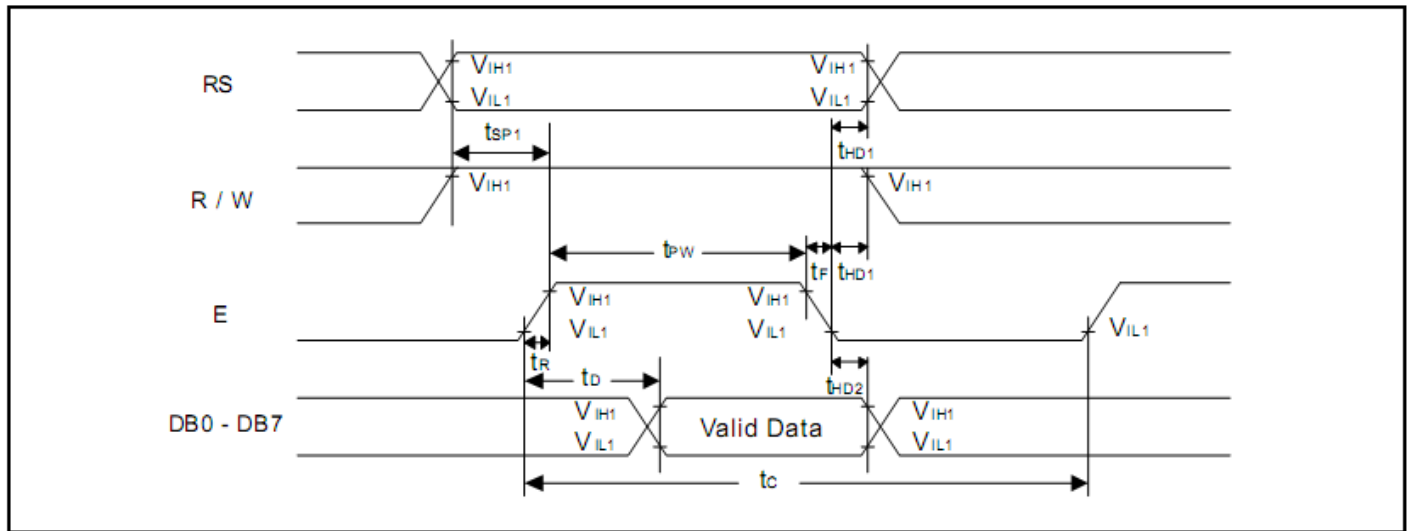 RS
VIH1
VIL1
VIH1
VIL1
tSP1
tHD1
R / W
VIH1
VIH1
tPW
tF
tHD1
E
VIH1
VIL1
VIH1
VIL1
VIL1
tR
tD
tHD2
DB0 - DB7
VIH1
VIL1
Valid Data
VIH1
VIL1
tC